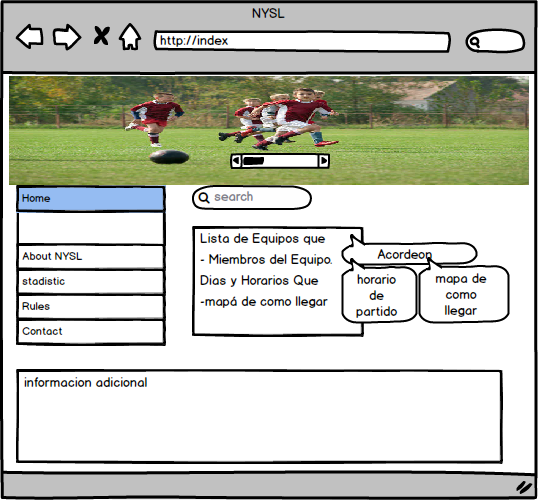 NYSL
http://index
Home
search
About NYSL
stadistic
Rules
Contact
Lista de Equipos que
- Miembros del Equipo.
Dias y Horarios Que
-mapá de como llegar
Acordeon
horario
de
partido
mapa de
como
llegar
informacion adicional